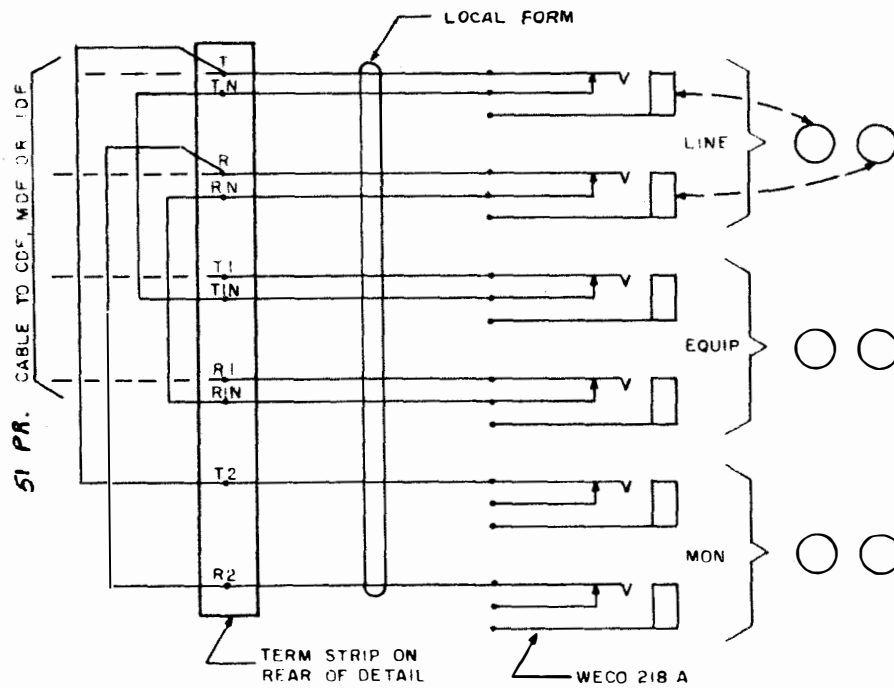 LOCAL FORM
T
TN
R
RN
LINE
T1
T1N
EQUIP
R1
R1N
T2
MON
R2
51 PR. CABLE TO CDF, MDF OR IDF
TERM STRIP ON
REAR OF DETAIL
WECO 218 A